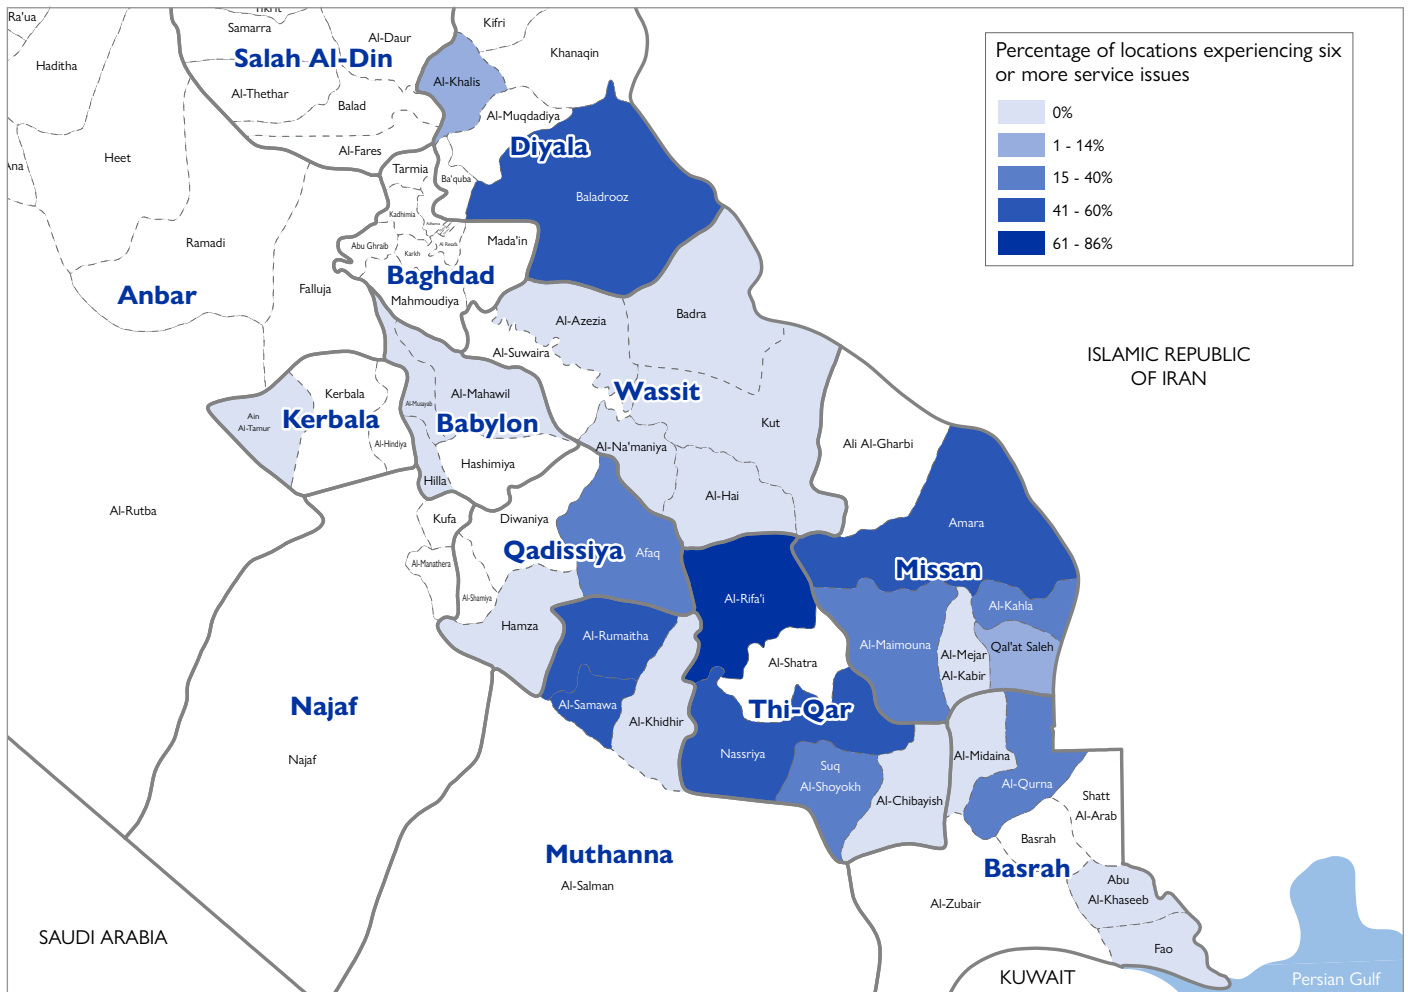 Ra'ua
Tikrit
Samarra
Al-Daur
Kifri
Khanaqin
Haditha
Salah Al-Din
Al-Khalis
Al-Thethar
Balad
Al-Muqdadiya
Diyala
Heet
Al-Fares
Ana
Tarmia
Ba'quba
Baladrooz
Kadhimia
Ramadi
Abu Ghraib
Karkh
Mada'in
Baghdad
Anbar
Falluja
Mahmoudiya
Al-Azezia
Badra
Al-Suwaira
Wassit
Kerbala
Al-Mahawil
Al-Musayab
Ain
Al-Tamur
Kerbala
Babylon
Kut
Al-Hindiya
Al-Na'maniya
Ali Al-Gharbi
Hashimiya
Hilla
Al-Hai
Al-Rutba
Kufa
Diwaniya
Amara
Qadissiya
Afaq
Al-Manathera
Missan
Al-Shamiya
Al-Rifa'i
Al-Kahla
Hamza
Al-Rumaitha
Al-Maimouna
Qal'at Saleh
Al-Mejar
Al-Kabir
Al-Shatra
Najaf
Al-Samawa
Al-Khidhir
Thi-Qar
Najaf
Nassriya
Al-Midaina
Suq
Al-Shoyokh
Al-Qurna
Al-Chibayish
Shatt
Al-Arab
Basrah
Muthanna
Al-Salman
Basrah
Abu
Al-Khaseeb
Al-Zubair
Fao
SAUDI ARABIA
KUWAIT
Persian Gulf
ISLAMIC REPUBLIC
OF IRAN
Percentage of locations experiencing six
or more service issues
0%
1 - 14%
15 - 40%
41 - 60%
61 - 86%